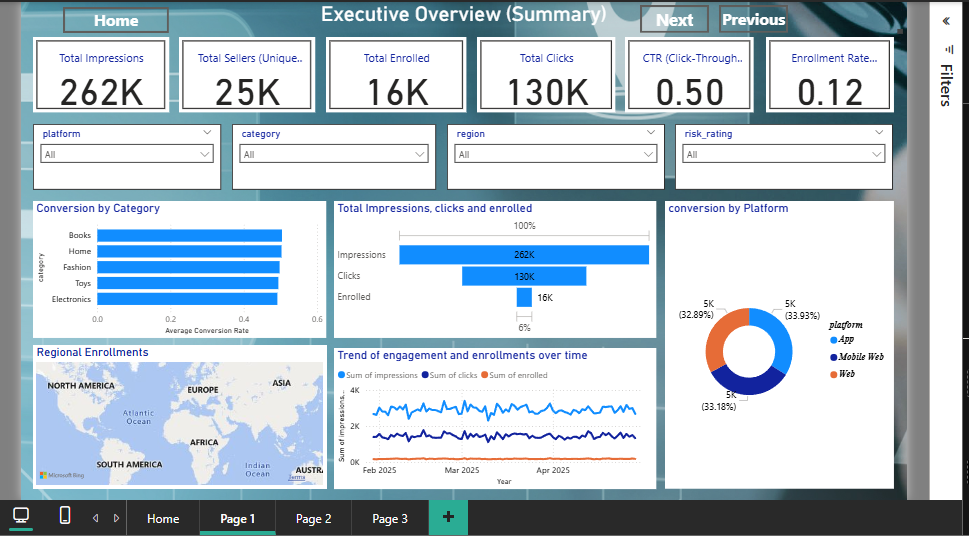 Home
Executive Overview (Summary)
Next
Previous
Total Impressions
262K
Total Sellers (Unique..
25K
Total Enrolled
16K
Total Clicks
130K
CTR (Click-Through..
0.50
Enrollment Rate...
0.12
Filters
platform
All
category
All
region
All
risk_rating
All
Conversion by Category
category
Books
Home
Fashion
Toys
Electronics
0.0 0.2 0.4 0.6
Average Conversion Rate
Total Impressions, clicks and enrolled
100%
Impressions 262K
Clicks 130K
Enrolled 16K
6%
conversion by Platform
5K
(32.89%)
5K
(33.93%)
5K
(33.18%)
platform
App
Mobile Web
Web
Regional Enrollments
NORTH AMERICA
EUROPE
ASIA
Atlantic
Ocean
AFRICA
SOUTH AMERICA
Indian
Ocean
AUSTRA
Microsoft Bing
Terms
Trend of engagement and enrollments over time
Sum of impressions Sum of clicks Sum of enrolled
Sum of impressions...
4K
2K
0K
Feb 2025 Mar 2025 Apr 2025
Year
Home Page 1 Page 2 Page 3